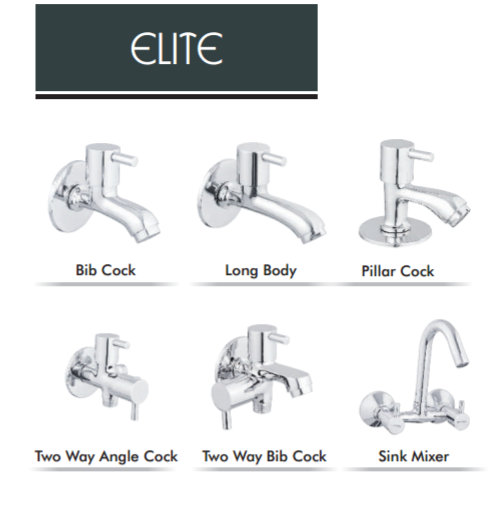 ELITE
Bib Cock
Long Body
Pillar Cock
Two Way Angle Cock
Two Way Bib Cock
Sink Mixer